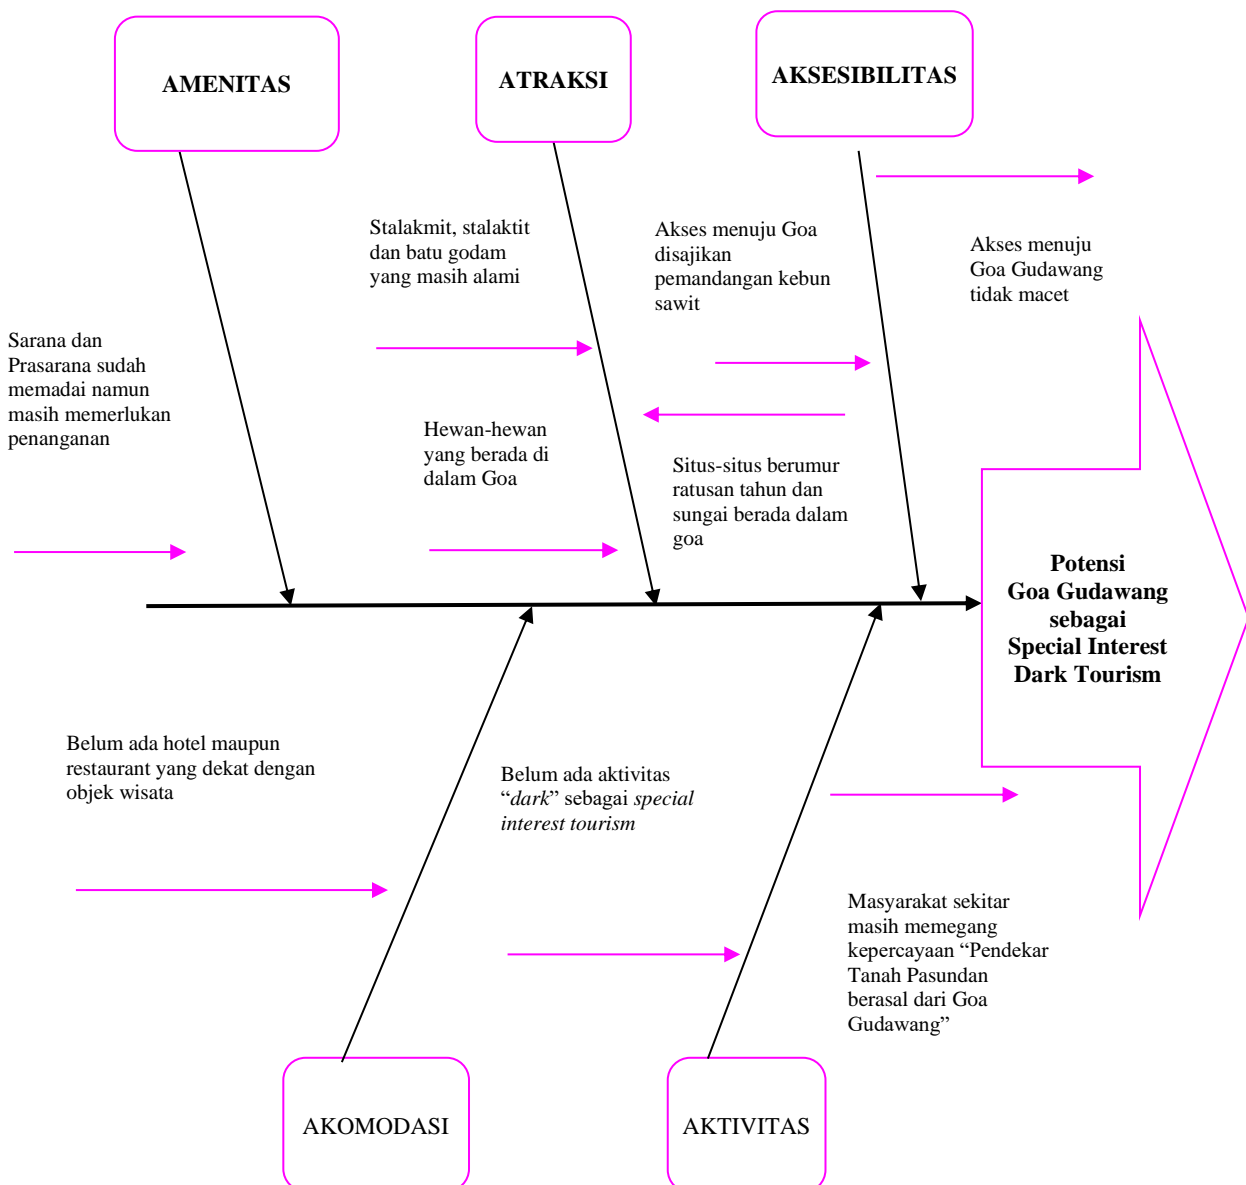 AMENITAS
ATRAKSI
AKSESIBILITAS
Stalakmit, stalaktit
dan batu godam
yang masih alami
Akses menuju Goa
disajikan
pemandangan kebun
sawit
Akses menuju
Goa Gudawang
tidak macet
Sarana dan
Prasarana sudah
memadai namun
masih memerlukan
penanganan
Hewan-hewan
yang berada di
dalam Goa
Situs-situs berumur
ratusan tahun dan
sungai berada dalam
goa
Potensi
Goa Gudawang
sebagai
Special Interest
Dark Tourism
Belum ada hotel maupun
restaurant yang dekat dengan
objek wisata
Belum ada aktivitas
“dark” sebagai special
interest tourism
Masyarakat sekitar
masih memegang
kepercayaan “Pendekar
Tanah Pasundan
berasal dari Goa
Gudawang”
AKOMODASI
AKTIVITAS